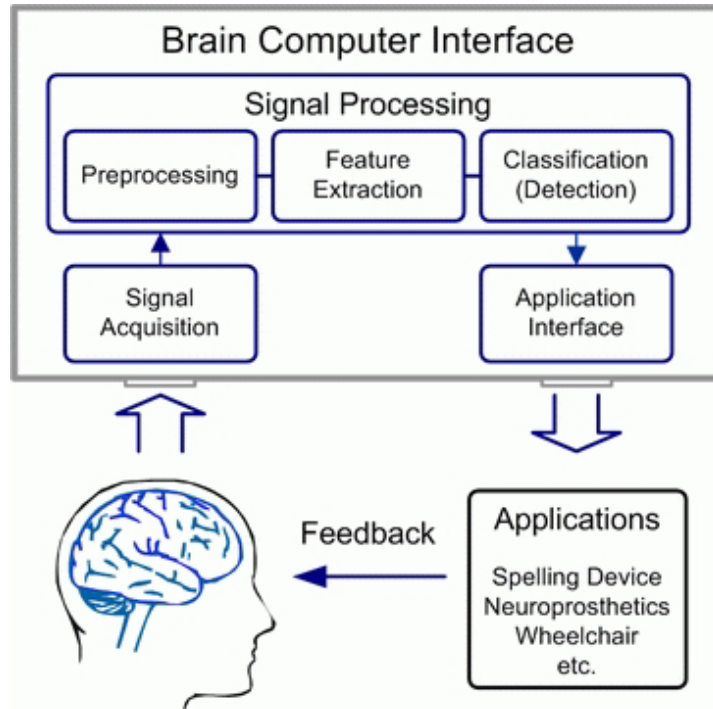 Brain Computer Interface
Signal Processing
Preprocessing
Feature
Extraction
Classification
(Detection)
Signal
Acquisition
Application
Interface
Feedback
Applications
Spelling Device
Neuroprosthetics
Wheelchair
etc.